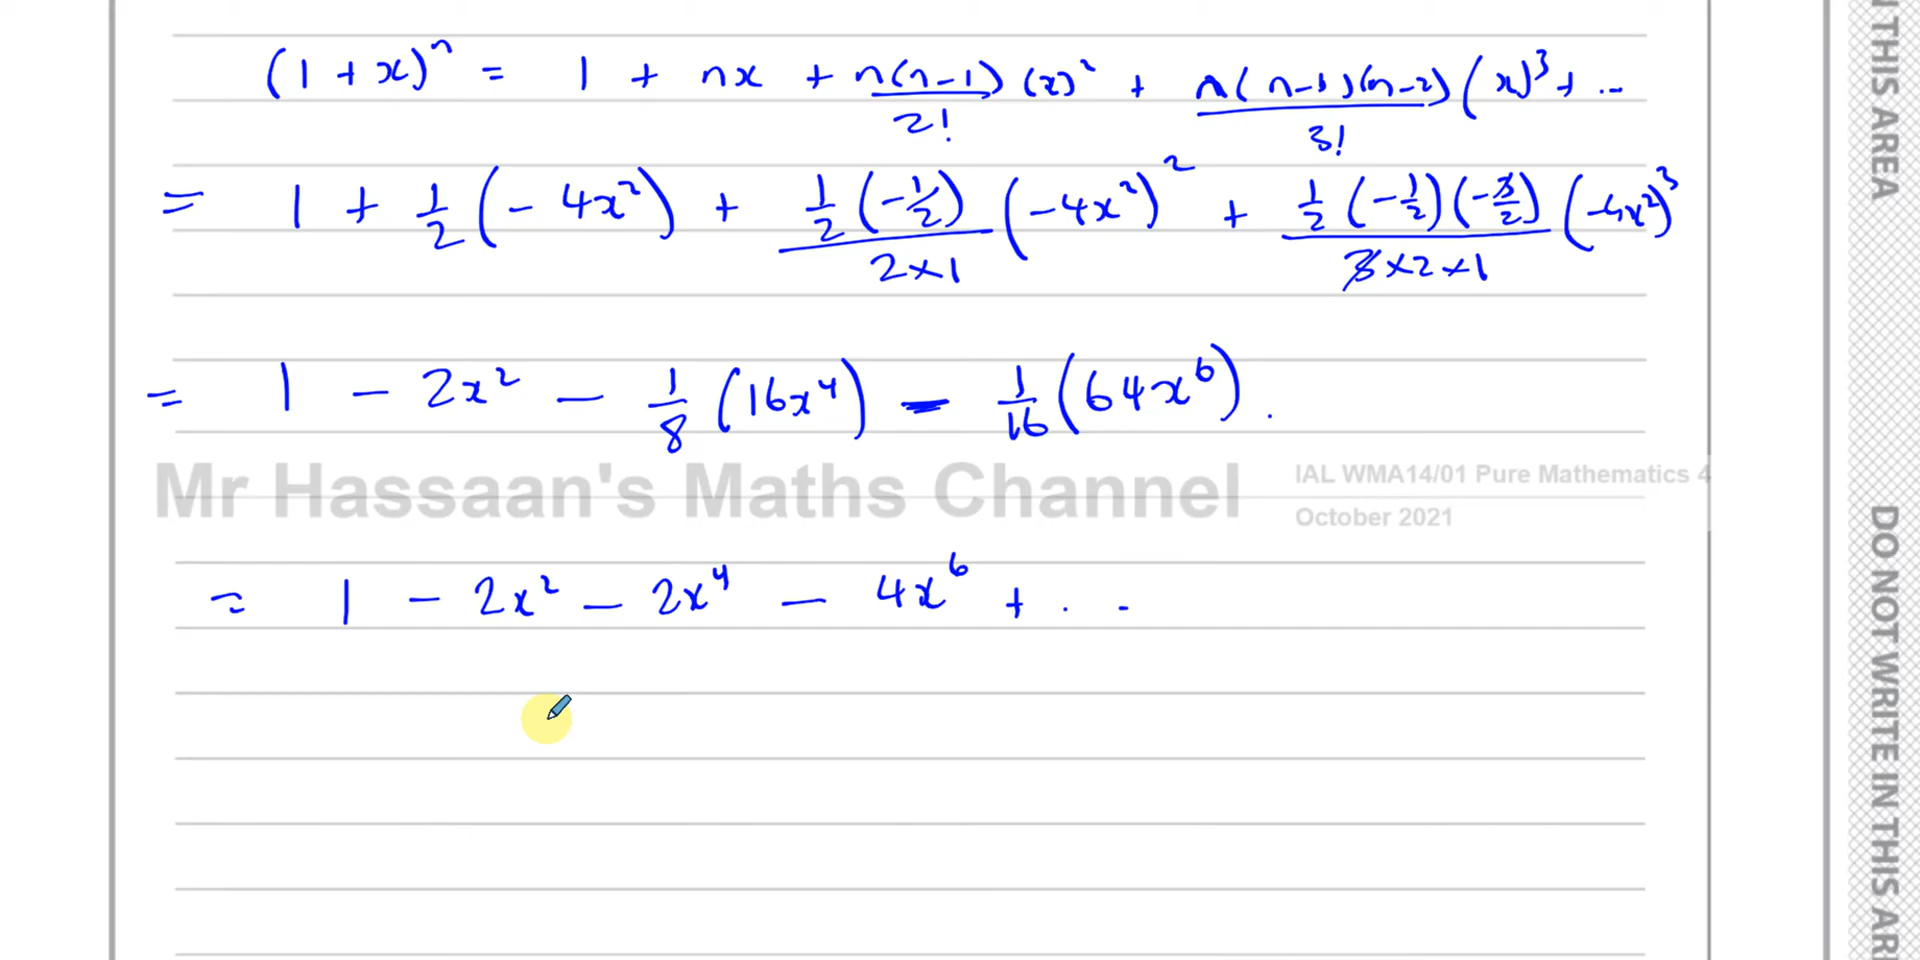 (1 + x)^n = 1 + nx + n(n-1)/2! (x)^2 + n(n-1)(n-2)/3! (x)^3 + ...
= 1 + 1/2 (- 4x^2) + 1/2 (-1/2)/2×1 (-4x^2)^2 + 1/2 (-1/2)(-3/2)/3×2×1 (-4x^2)^3
= 1 - 2x^2 - 1/8 (16x^4) - 1/16 (64x^6).
Mr Hassaan's Maths Channel
IAL WMA14/01 Pure Mathematics 4
October 2021
= 1 - 2x^2 - 2x^4 - 4x^6 + ...
N THIS AREA
DO NOT WRITE IN THIS AR